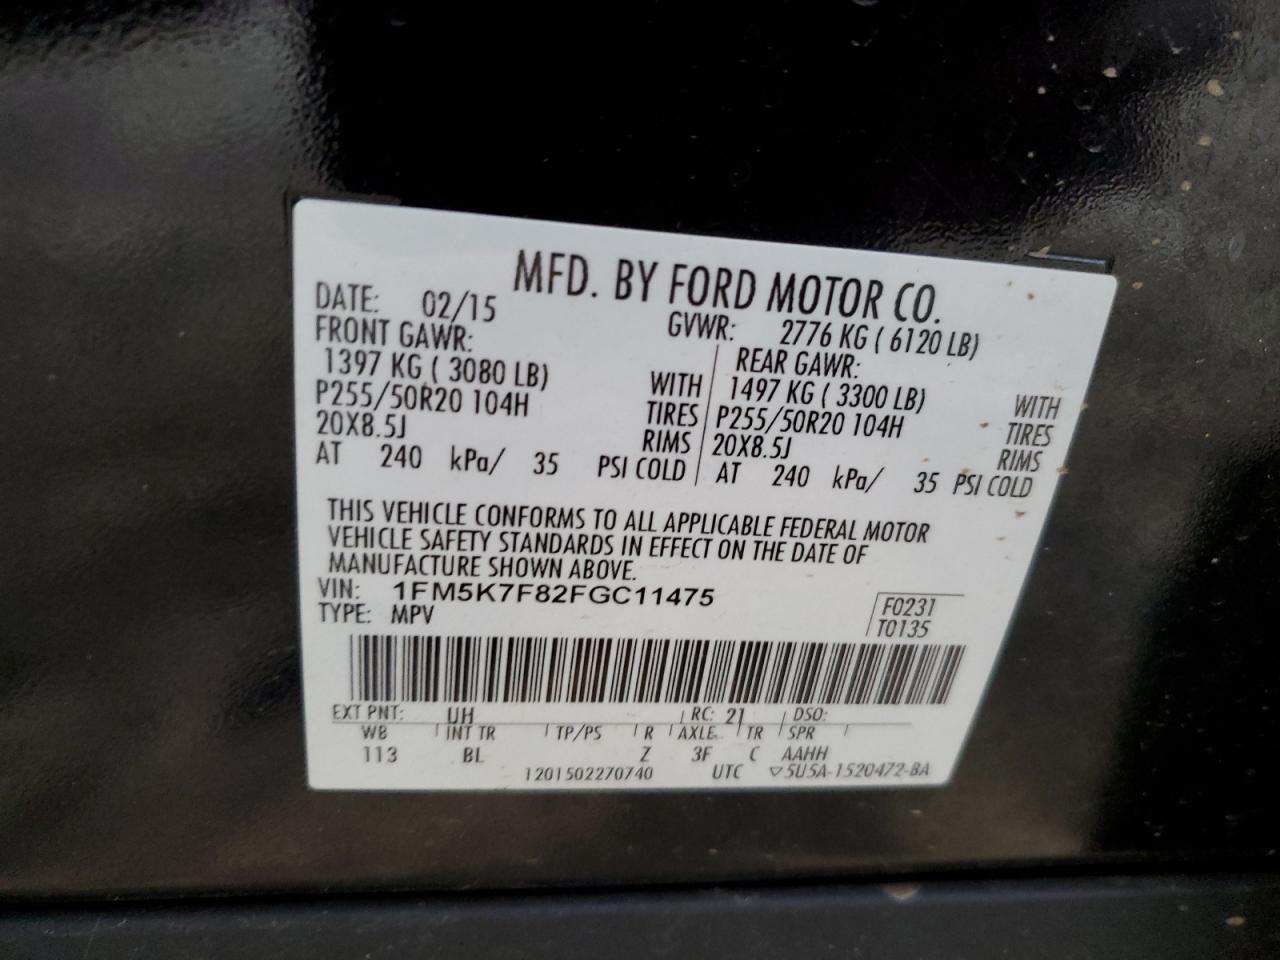 MFD. BY FORD MOTOR CO.
DATE: 02/15 GVWR: 2776 KG ( 6120 LB)
FRONT GAWR: REAR GAWR:
1397 KG ( 3080 LB) WITH 1497 KG ( 3300 LB) WITH
P255/50R20 104H TIRES P255/50R20 104H TIRES
20X8.5J RIMS 20X8.5J RIMS
AT 240 kPa/ 35 PSI COLD AT 240 kPa/ 35 PSI COLD
THIS VEHICLE CONFORMS TO ALL APPLICABLE FEDERAL MOTOR
VEHICLE SAFETY STANDARDS IN EFFECT ON THE DATE OF
MANUFACTURE SHOWN ABOVE.
VIN: 1FM5K7F82FGC11475
TYPE: MPV
F0231
T0135
EXT PNT: UH RC: 21 DSO:
WB INT TR TP/PS R AXLE TR SPR
113 BL Z 3F C AAHH
1201502270740 UTC ▽5U5A-1520472-BA